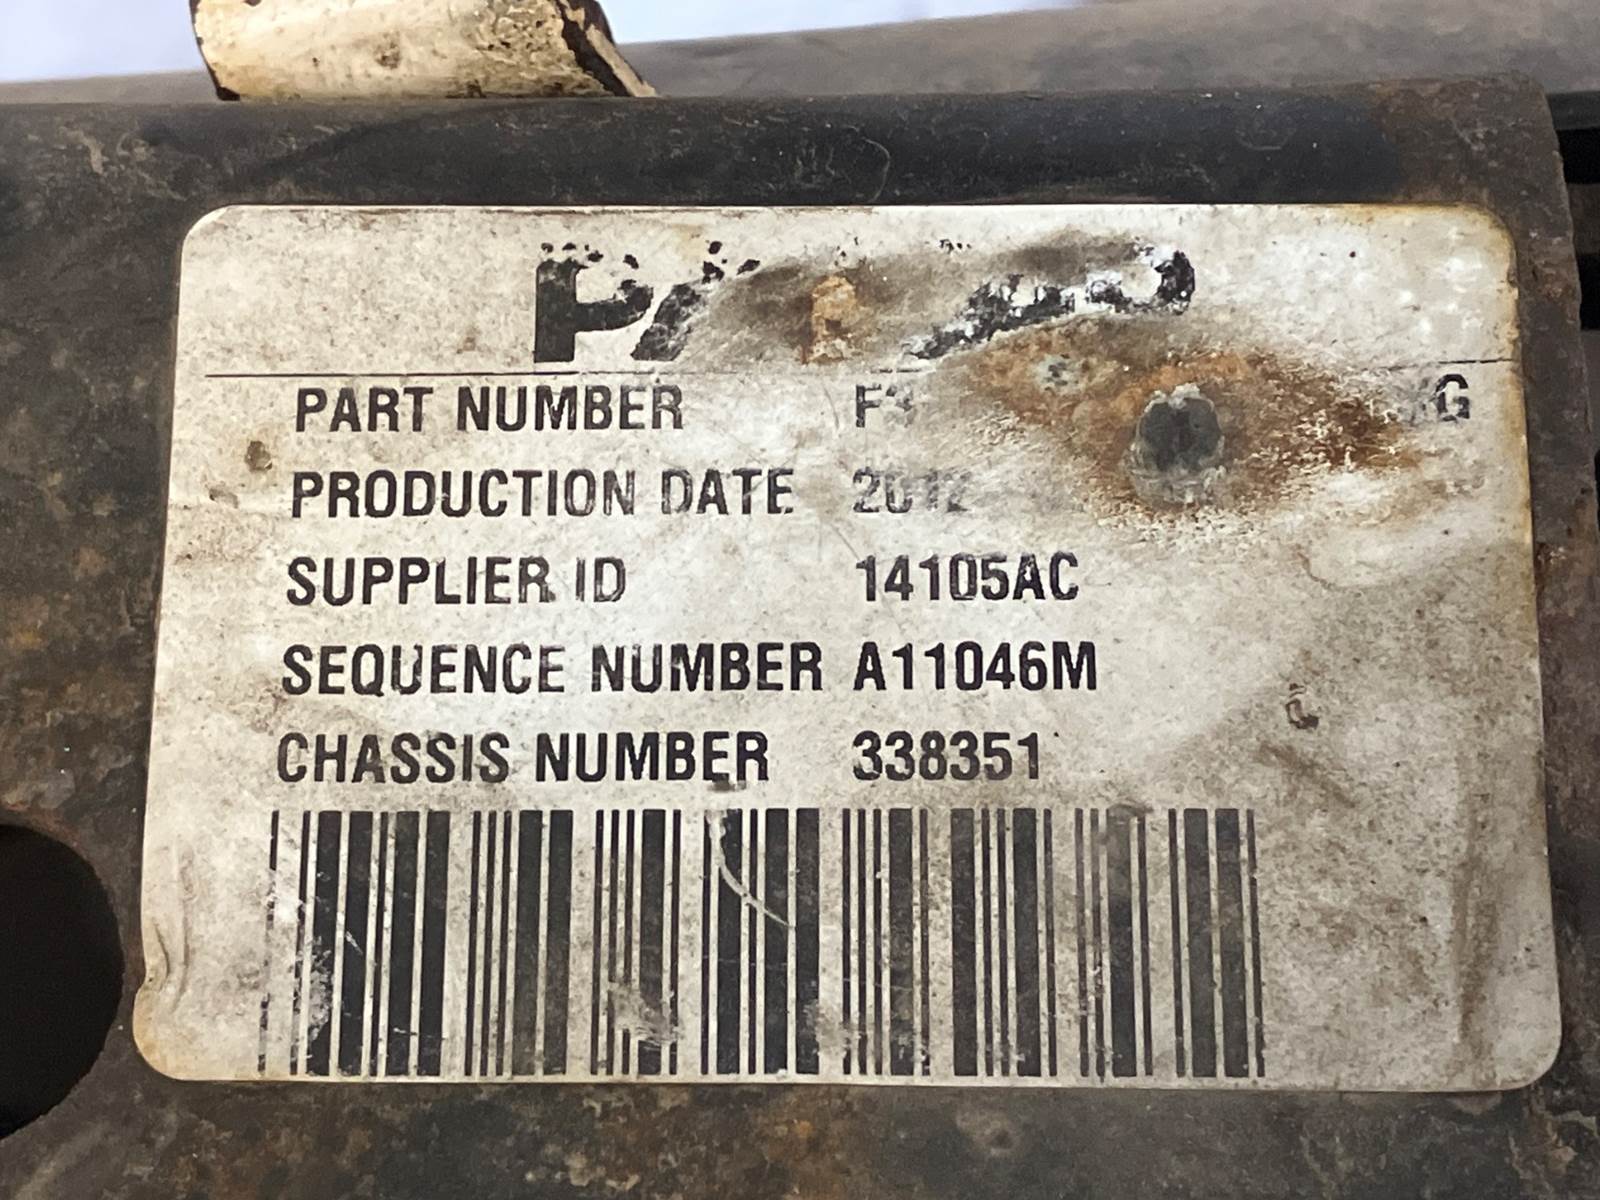 PART NUMBER
PRODUCTION DATE
SUPPLIER ID 14105AC
SEQUENCE NUMBER A11046M
CHASSIS NUMBER 338351